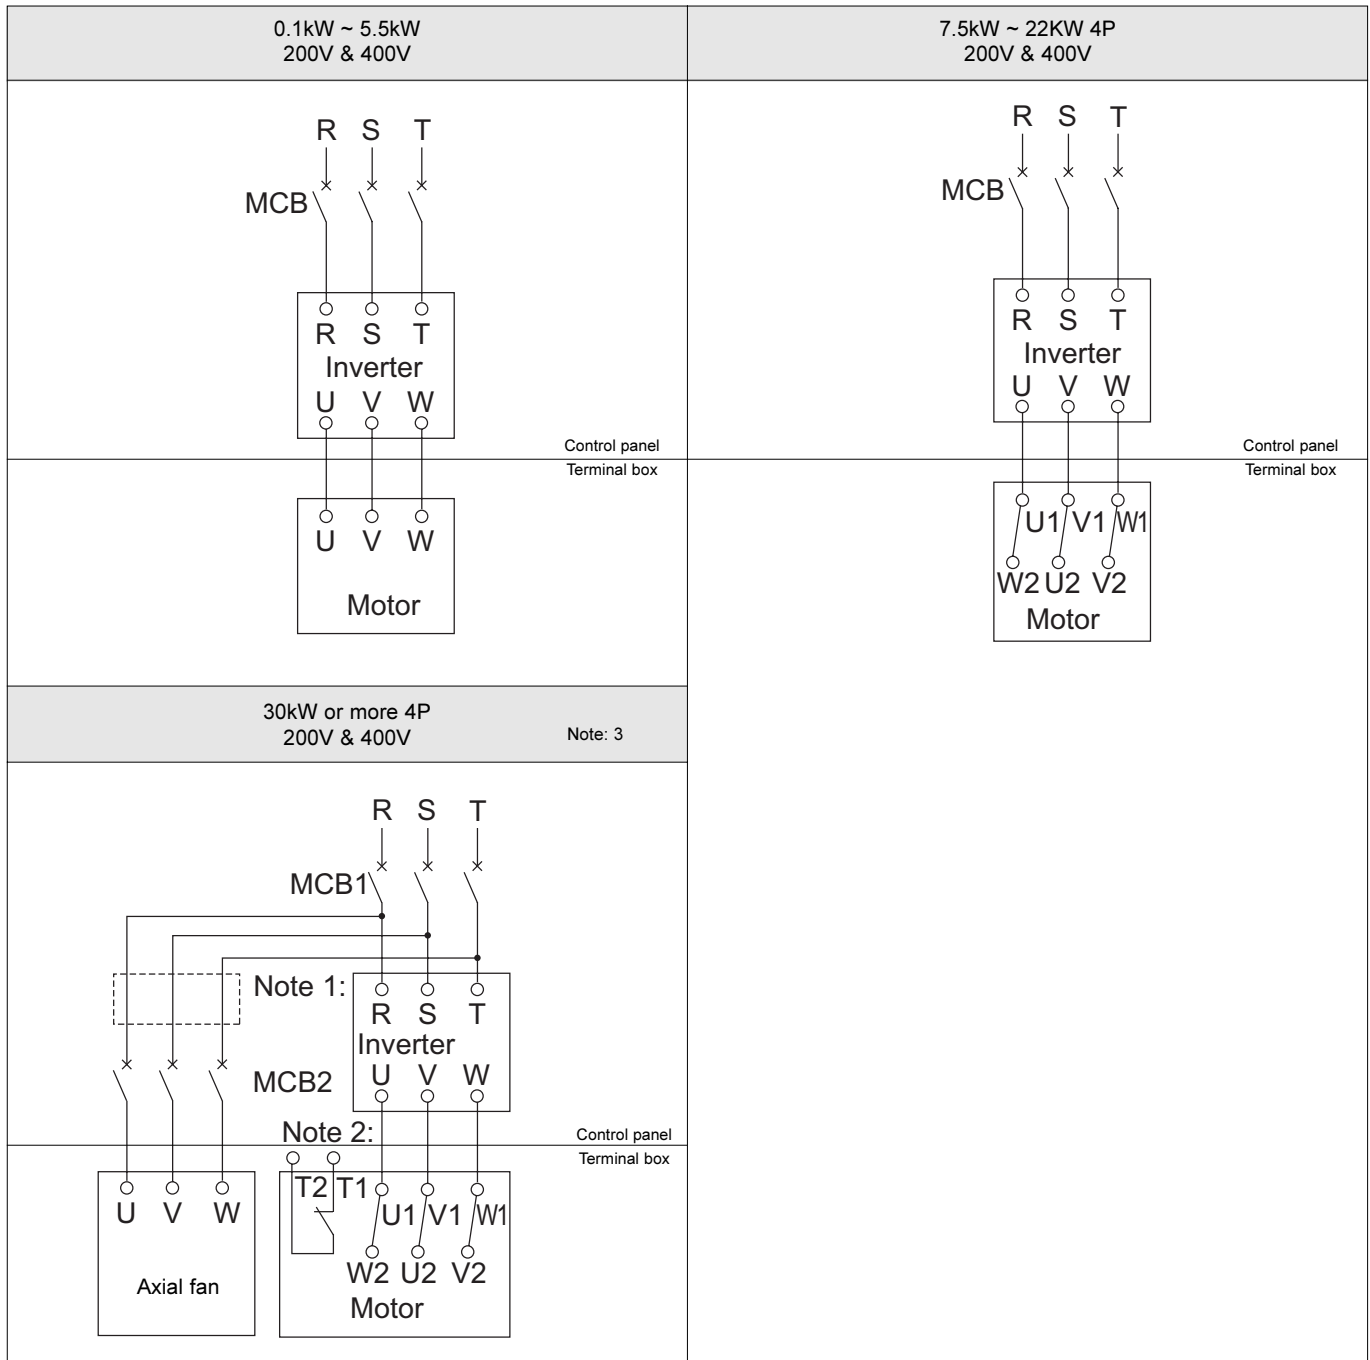 0.1kW ~ 5.5kW
200V & 400V
R S T
MCB
R S T
Inverter
U V W
Control panel
Terminal box
U V W
Motor
7.5kW ~ 22KW 4P
200V & 400V
R S T
MCB
R S T
Inverter
U V W
Control panel
Terminal box
U1 V1 W1
W2 U2 V2
Motor
30kW or more 4P
200V & 400V
Note: 3
R S T
MCB1
Note 1:
R S T
Inverter
U V W
MCB2
Note 2:
Control panel
Terminal box
U V W
Axial fan
T2 T1
U1 V1 W1
W2 U2 V2
Motor